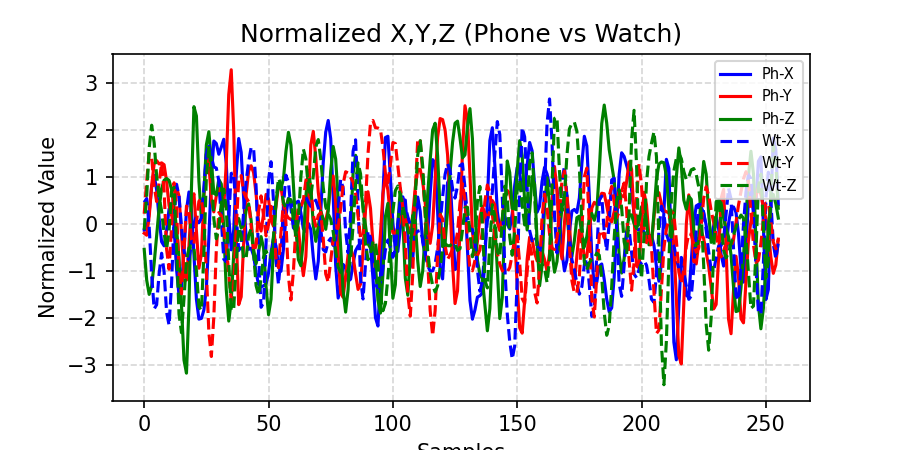 Normalized X,Y,Z (Phone vs Watch)
Normalized Value
3
2
1
0
−1
−2
−3
0 50 100 150 200 250
Samples
Ph-X
Ph-Y
Ph-Z
Wt-X
Wt-Y
Wt-Z